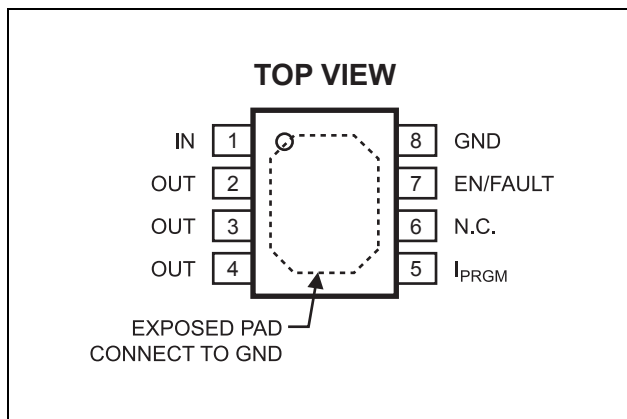 TOP VIEW
IN 1 8 GND
OUT 2 7 EN/FAULT
OUT 3 6 N.C.
OUT 4 5 IPRGM
EXPOSED PAD
CONNECT TO GND